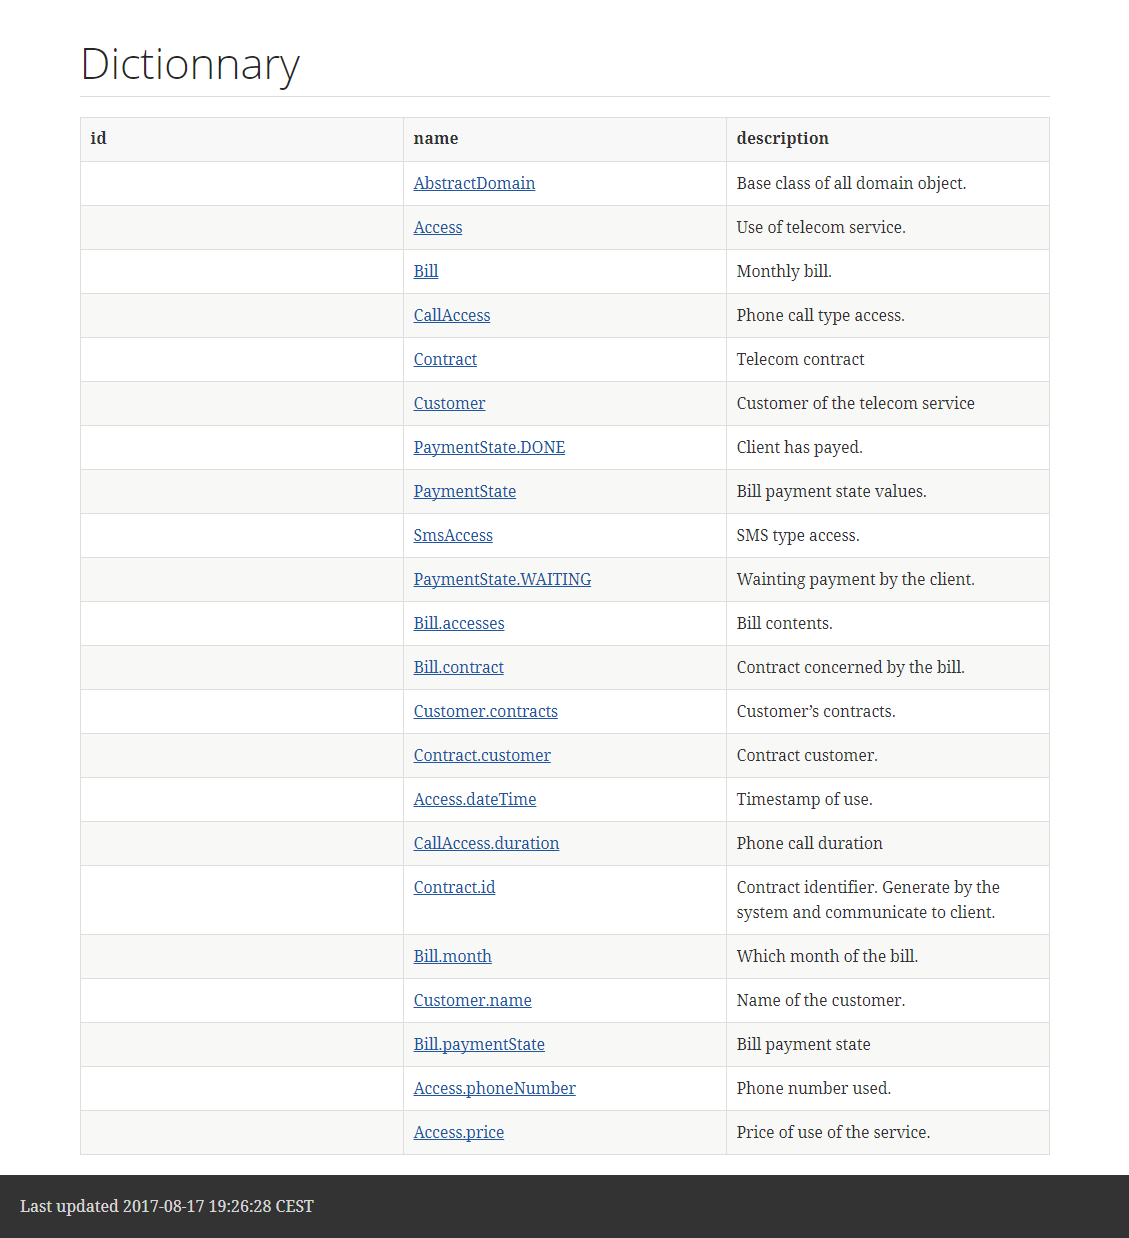 Dictionnary
id name description
AbstractDomain Base class of all domain object.
Access Use of telecom service.
Bill Monthly bill.
CallAccess Phone call type access.
Contract Telecom contract
Customer Customer of the telecom service
PaymentState.DONE Client has payed.
PaymentState Bill payment state values.
SmsAccess SMS type access.
PaymentState.WAITING Wainting payment by the client.
Bill.accesses Bill contents.
Bill.contract Contract concerned by the bill.
Customer.contracts Customer’s contracts.
Contract.customer Contract customer.
Access.dateTime Timestamp of use.
CallAccess.duration Phone call duration
Contract.id Contract identifier. Generate by the
system and communicate to client.
Bill.month Which month of the bill.
Customer.name Name of the customer.
Bill.paymentState Bill payment state
Access.phoneNumber Phone number used.
Access.price Price of use of the service.
Last updated 2017-08-17 19:26:28 CEST